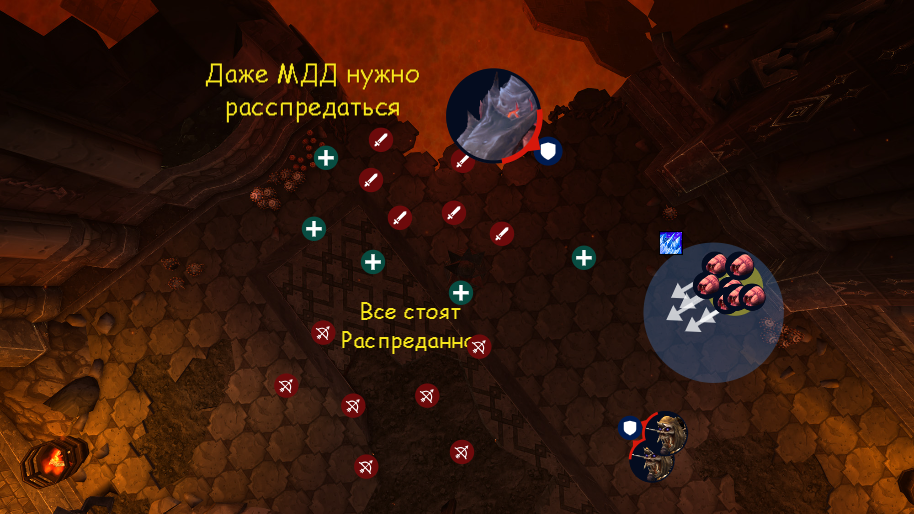 Даже МДД нужно
расспредаться
Все стоят
Распреданно